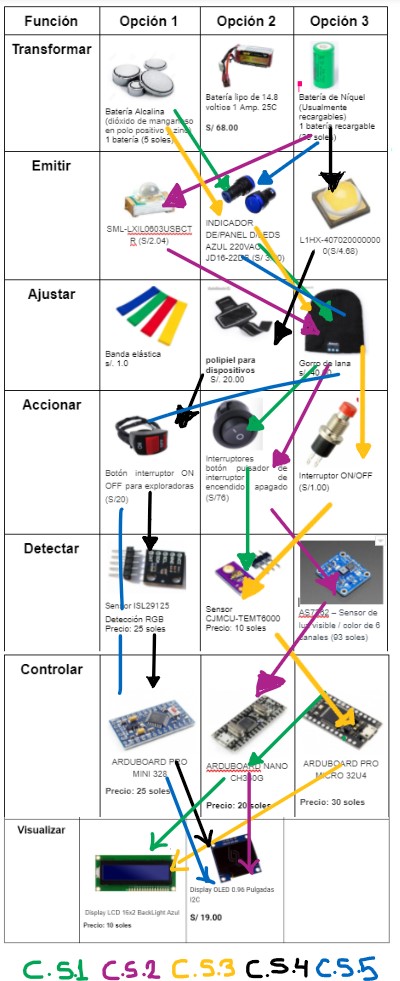 Función Opción 1 Opción 2 Opción 3
Transformar
Batería Alcalina
(dióxido de manganeso
en polo positivo y zinc)
1 batería (5 soles)
Batería lipo de 14.8
voltios 1 Amp. 25C
S/ 68.00
Batería de Níquel
(Usualmente
recargables)
1 batería recargable
soles)
Emitir
SML-LXIL0603USBCT
R (S/2.04)
INDICADOR
DE/PANEL DE LEDS
AZUL 220VAC
JD16-22DS (S/
L1HX-407020000000
0(S/4.68)
Ajustar
Banda elástica
s/. 1.0
polipiel para
dispositivos
S/. 20.00
Gorro de lana
s/. 40.00
Accionar
Botón interruptor ON
OFF para exploradoras
(S/20)
Interruptores
botón pulsador de
interruptor de
encendido apagado
(S/76)
Interruptor ON/OFF
(S/1.00)
Detectar
Sensor ISL29125
Detección RGB
Precio: 25 soles
Sensor
CJMCU-TEMT6000
Precio: 10 soles
AS7262 – Sensor de
luz visible / color de 6
canales (93 soles)
Controlar
ARDUBOARD PRO
MINI 328
Precio: 25 soles
ARDUBOARD NANO
CH340G
Precio: 20 soles
ARDUBOARD PRO
MICRO 32U4
Precio: 30 soles
Visualizar
Display LCD 16x2 BackLight Azul
Precio: 10 soles
Display OLED 0.96 Pulgadas
I2C
S/ 19.00
C.S.1 C.S.2 C.S.3 C.S.4 C.S.5